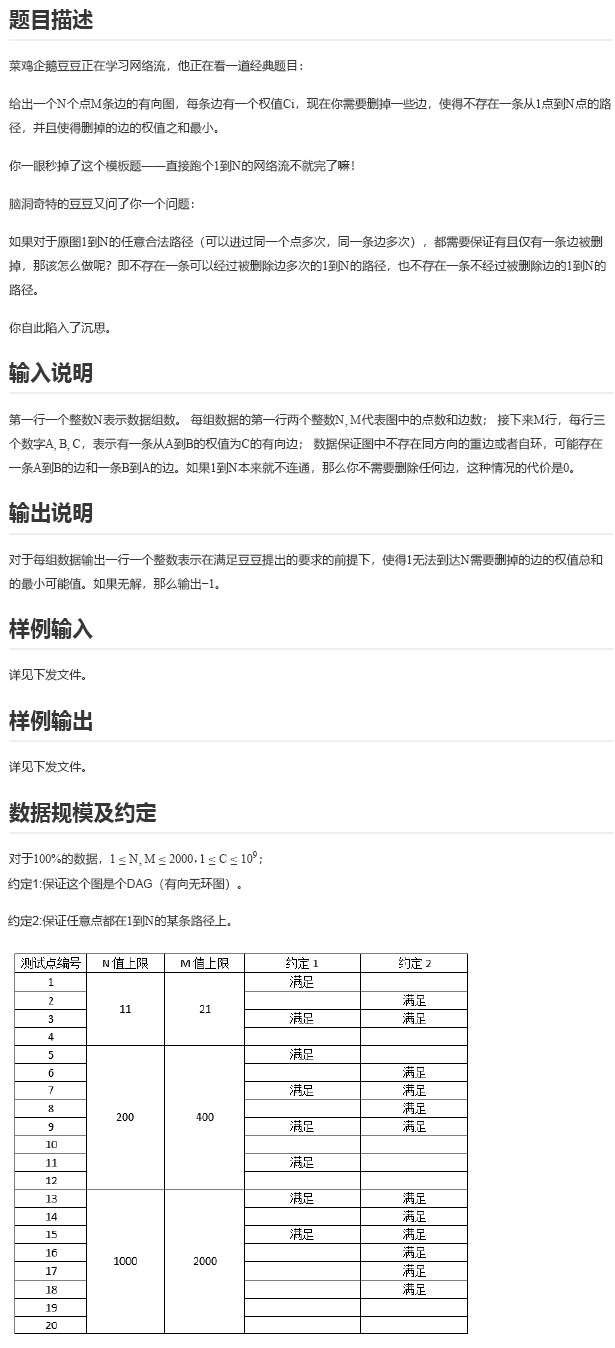 题目描述
菜鸡企鹅豆豆正在学习网络流，他正在看一道经典题目：
给出一个N个点M条边的有向图，每条边有一个权值Ci，现在你需要删掉一些边，使得不存在一条从1点到N点的路
径，并且使得删掉的边的权值之和最小。
你一眼秒掉了这个模板题——直接跑个1到N的网络流不就完了嘛！
脑洞奇特的豆豆又问了你一个问题：
如果对于原图1到N的任意合法路径（可以进过同一个点多次，同一条边多次），都需要保证有且仅有一条边被删
掉，那该怎么做呢？即不存在一条可以经过被删除边多次的1到N的路径，也不存在一条不经过被删除边的1到N的
路径。
你自此陷入了沉思。
输入说明
第一行一个整数N表示数据组数。 每组数据的第一行两个整数N, M代表图中的点数和边数； 接下来M行，每行三
个数字A, B, C，表示有一条从A到B的权值为C的有向边； 数据保证图中不存在同方向的重边或者自环，可能存在
一条A到B的边和一条B到A的边。如果1到N本来就不连通，那么你不需要删除任何边，这种情况的代价是0。
输出说明
对于每组数据输出一行一个整数表示在满足豆豆提出的要求的前提下，使得1无法到达N需要删掉的边的权值总和
的最小可能值。如果无解，那么输出−1。
样例输入
详见下发文件。
样例输出
详见下发文件。
数据规模及约定
对于100%的数据，1 ≤ N, M ≤ 2000，1 ≤ C ≤ 10⁹；
约定1:保证这个图是个DAG（有向无环图）。
约定2:保证任意点都在1到N的某条路径上。
测试点编号 N 值上限 M 值上限 约定 1 约定 2
1 11 21 满足
2 满足
3 满足 满足
4
5 200 400 满足
6 满足
7 满足 满足
8 满足
9 满足 满足
10
11 满足
12
13 1000 2000 满足 满足
14 满足
15 满足 满足
16 满足
17 满足
18 满足
19
20